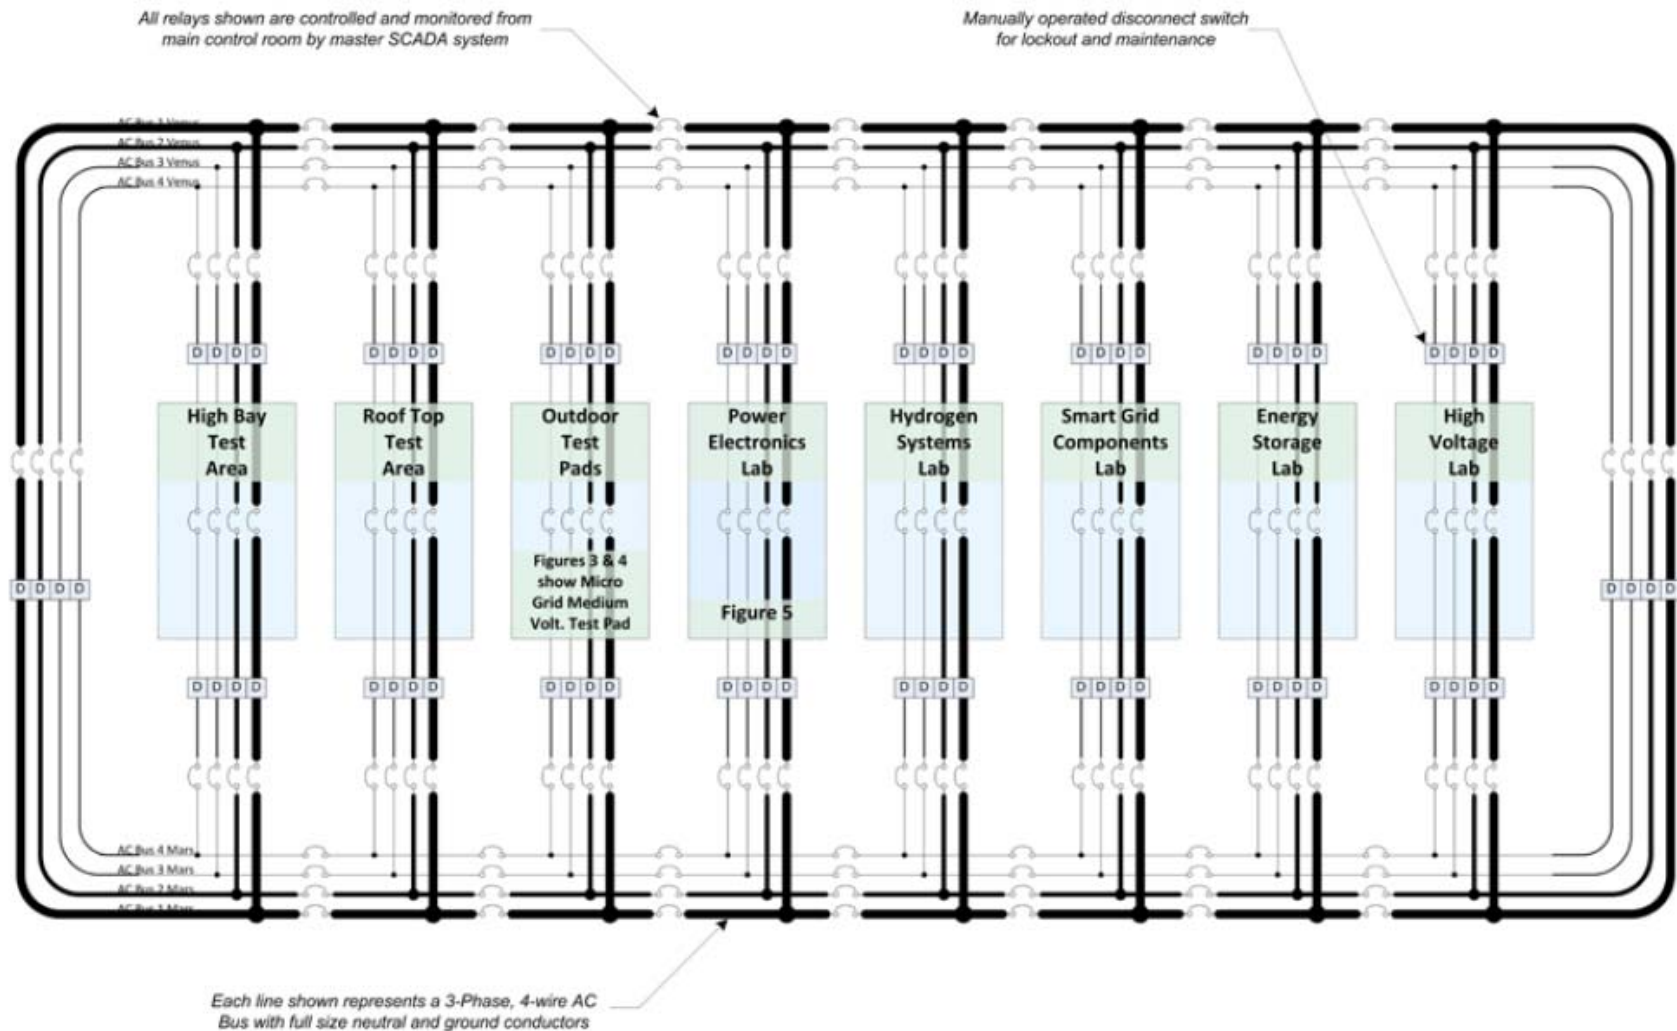 All relays shown are controlled and monitored from
main control room by master SCADA system
Manually operated disconnect switch
for lockout and maintenance
AC Bus 1 Venus
AC Bus 2 Venus
AC Bus 3 Venus
AC Bus 4 Venus
D D D D
D D D D
D D D D
D D D D
D D D D
D D D D
D D D D
D D D D
High Bay
Test
Area
Roof Top
Test
Area
Outdoor
Test
Pads
Power
Electronics
Lab
Hydrogen
Systems
Lab
Smart Grid
Components
Lab
Energy
Storage
Lab
High
Voltage
Lab
D D D D
Figures 3 & 4
show Micro
Grid Medium
Volt. Test Pad
Figure 5
D D D D
D D D D
D D D D
D D D D
D D D D
D D D D
D D D D
D D D D
D D D D
AC Bus 4 Mars
AC Bus 3 Mars
AC Bus 2 Mars
AC Bus 1 Mars
Each line shown represents a 3-Phase, 4-wire AC
Bus with full size neutral and ground conductors